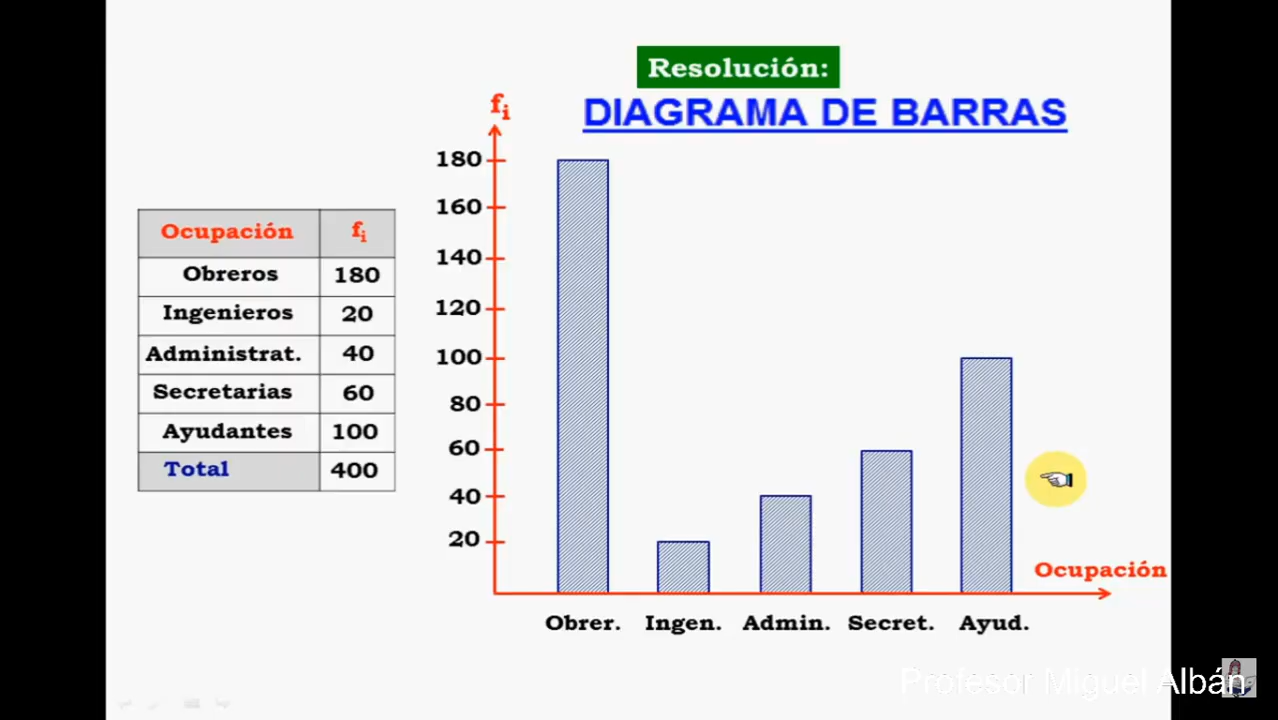 Resolución:
DIAGRAMA DE BARRAS
Ocupación fi
Obreros 180
Ingenieros 20
Administrat. 40
Secretarias 60
Ayudantes 100
Total 400
fi
180
160
140
120
100
80
60
40
20
Ocupación
Obrer. Ingen. Admin. Secret. Ayud.
Profesor Miguel Albán